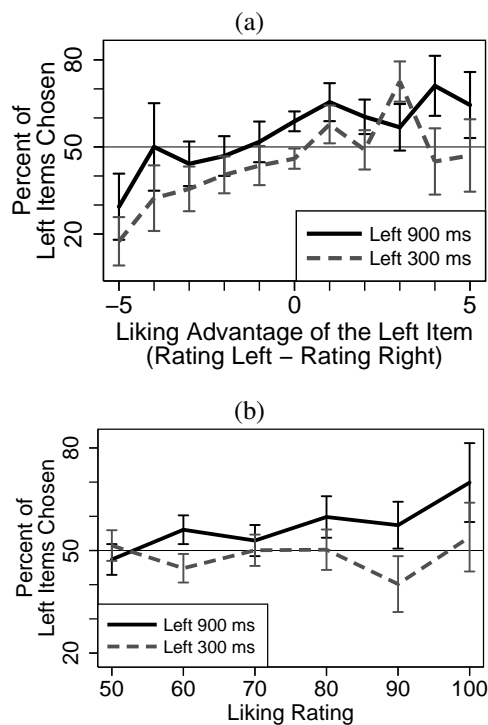 (a)
Percent of
Left Items Chosen
80
50
20
Left 900 ms
Left 300 ms
−5
0
5
Liking Advantage of the Left Item
(Rating Left − Rating Right)
(b)
Percent of
Left Items Chosen
80
50
20
Left 900 ms
Left 300 ms
50 60 70 80 90 100
Liking Rating